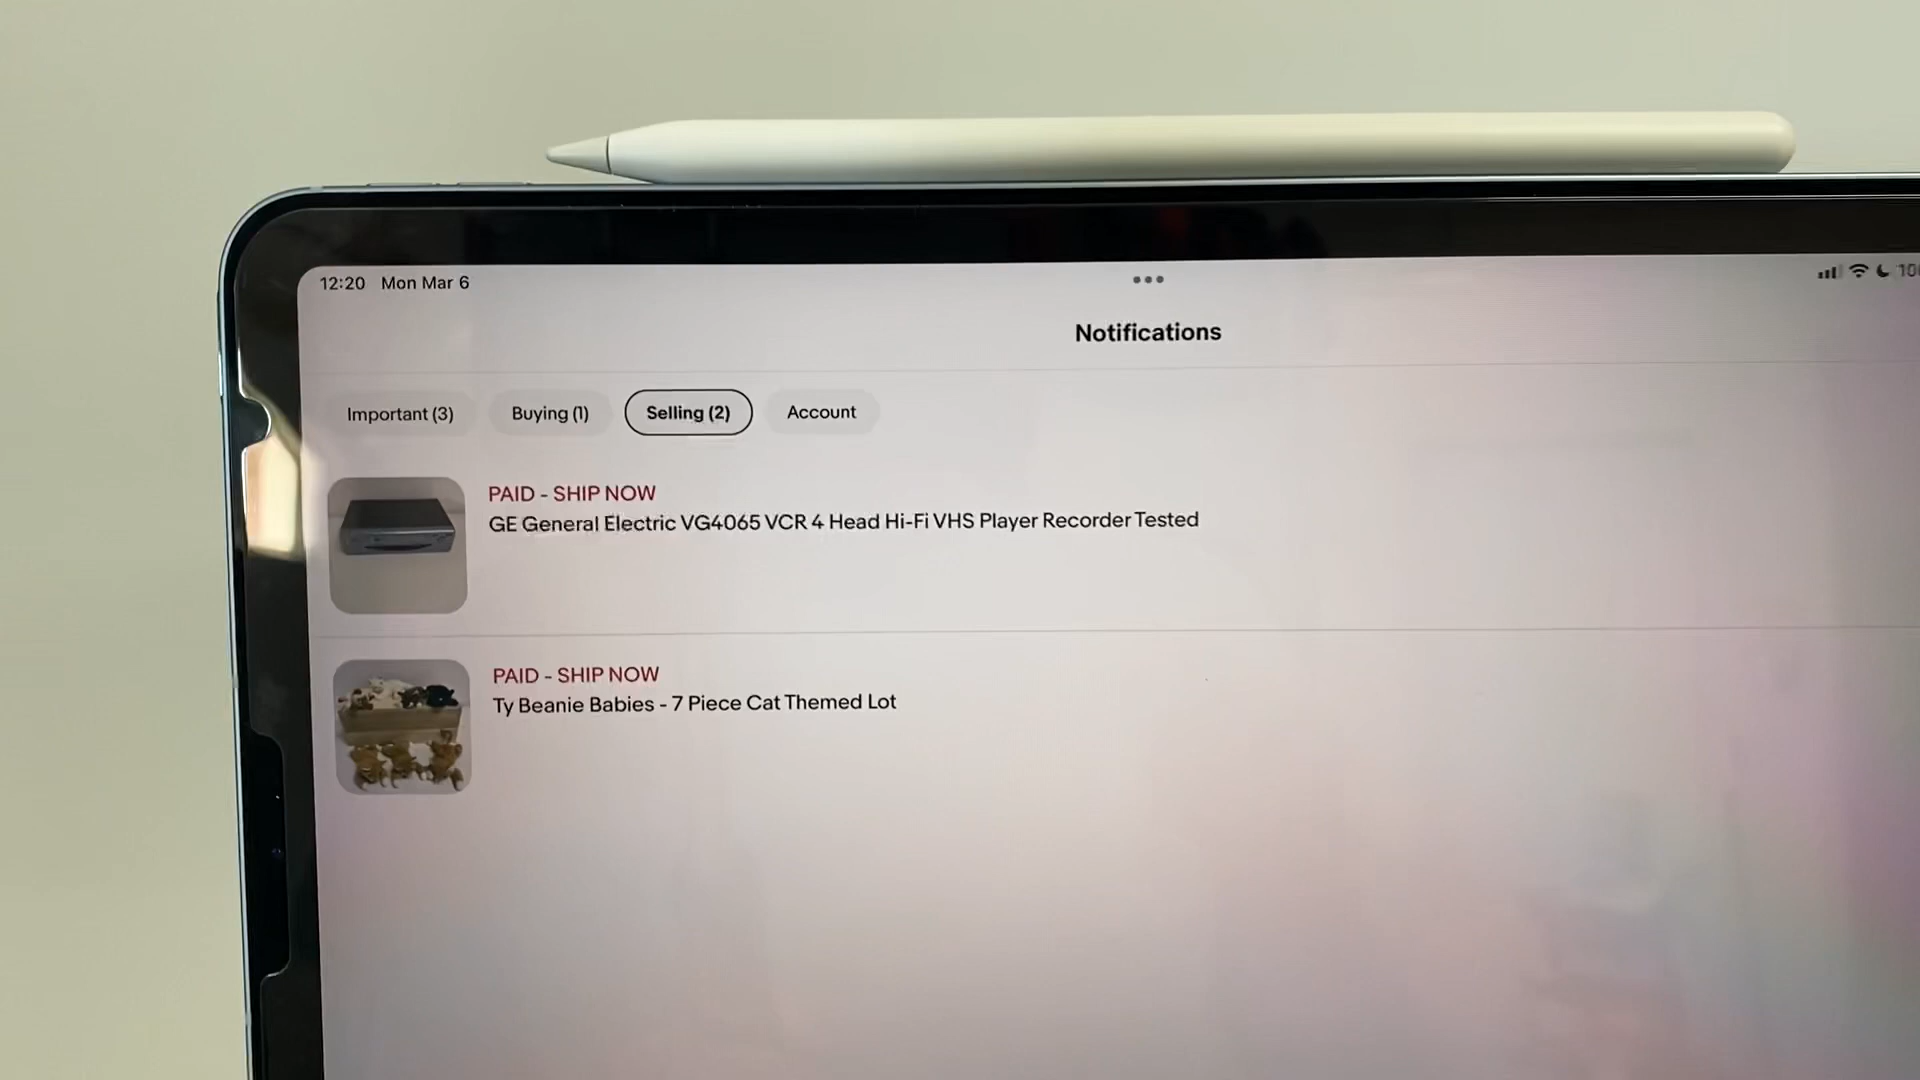 12:20 Mon Mar 6
Notifications
Important (3) Buying (1) Selling (2) Account
PAID - SHIP NOW
GE General Electric VG4065 VCR 4 Head Hi-Fi VHS Player Recorder Tested
PAID - SHIP NOW
Ty Beanie Babies - 7 Piece Cat Themed Lot